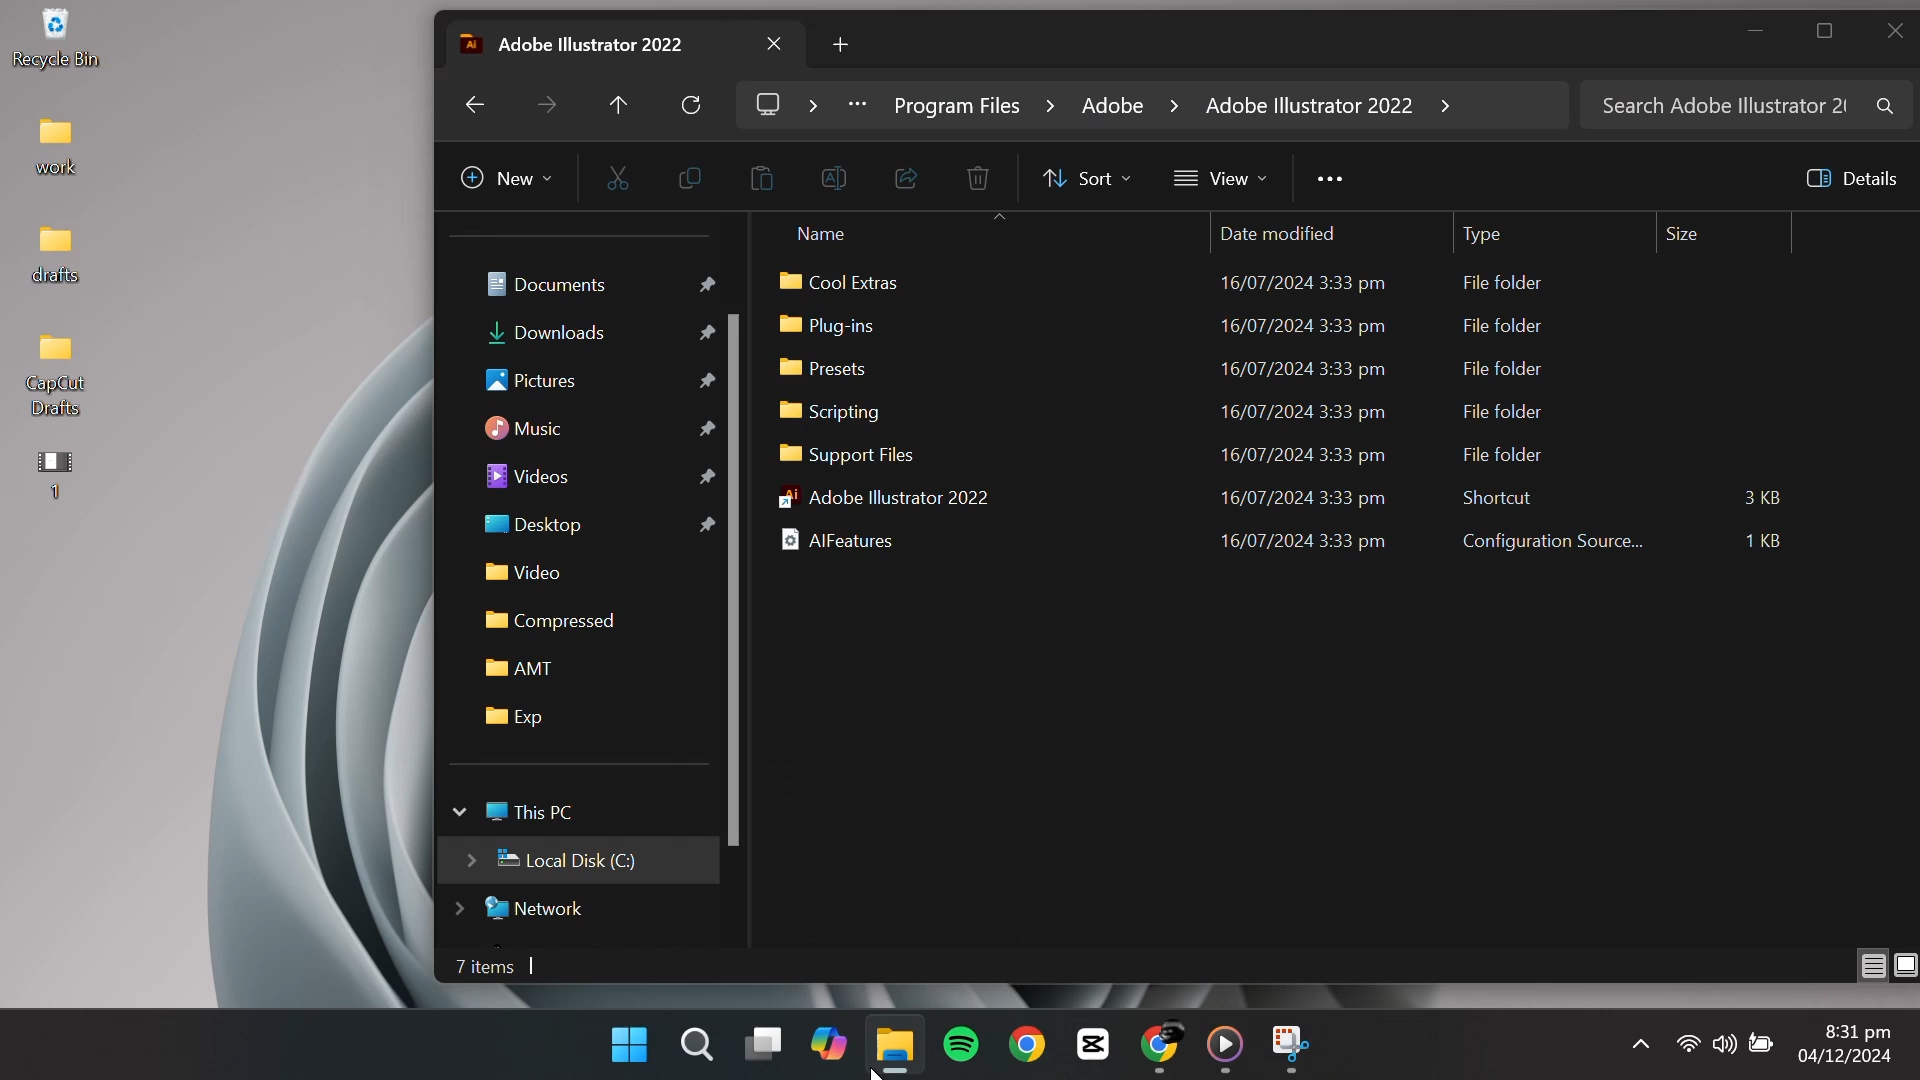 Recycle Bin
work
drafts
CapCut
Drafts
1
Ai Adobe Illustrator 2022
Program Files > Adobe > Adobe Illustrator 2022 >
Search Adobe Illustrator 2(
New
Sort
View
Details
Name Date modified Type Size
Documents
Downloads
Pictures
Music
Videos
Desktop
Video
Compressed
AMT
Exp
This PC
Local Disk (C:)
Network
Cool Extras 16/07/2024 3:33 pm File folder
Plug-ins 16/07/2024 3:33 pm File folder
Presets 16/07/2024 3:33 pm File folder
Scripting 16/07/2024 3:33 pm File folder
Support Files 16/07/2024 3:33 pm File folder
Ai Adobe Illustrator 2022 16/07/2024 3:33 pm Shortcut 3 KB
AIFeatures 16/07/2024 3:33 pm Configuration Source... 1 KB
7 items
8:31 pm
04/12/2024